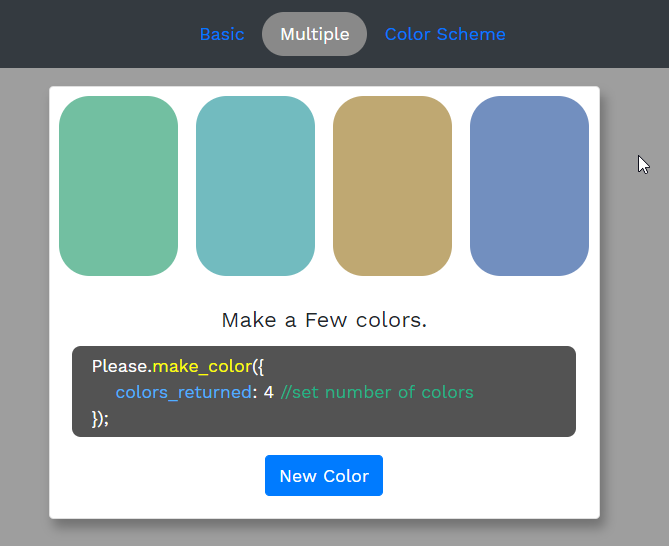 Basic Multiple Color Scheme
Make a Few colors.
Please.make_color({
colors_returned: 4 //set number of colors
});
New Color